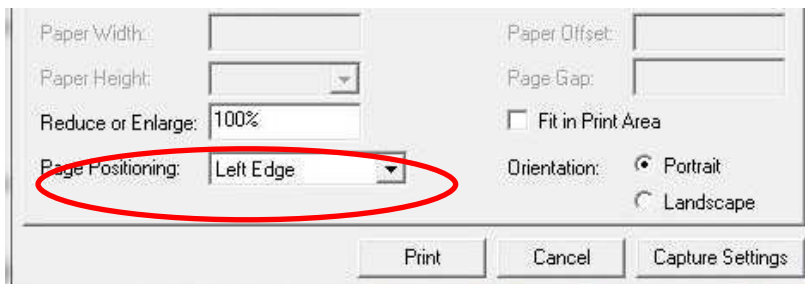 Paper Width: Paper Offset:
Paper Height: Page Gap:
Reduce or Enlarge: 100% Fit in Print Area
Page Positioning: Left Edge Orientation: Portrait
Landscape
Print Cancel Capture Settings